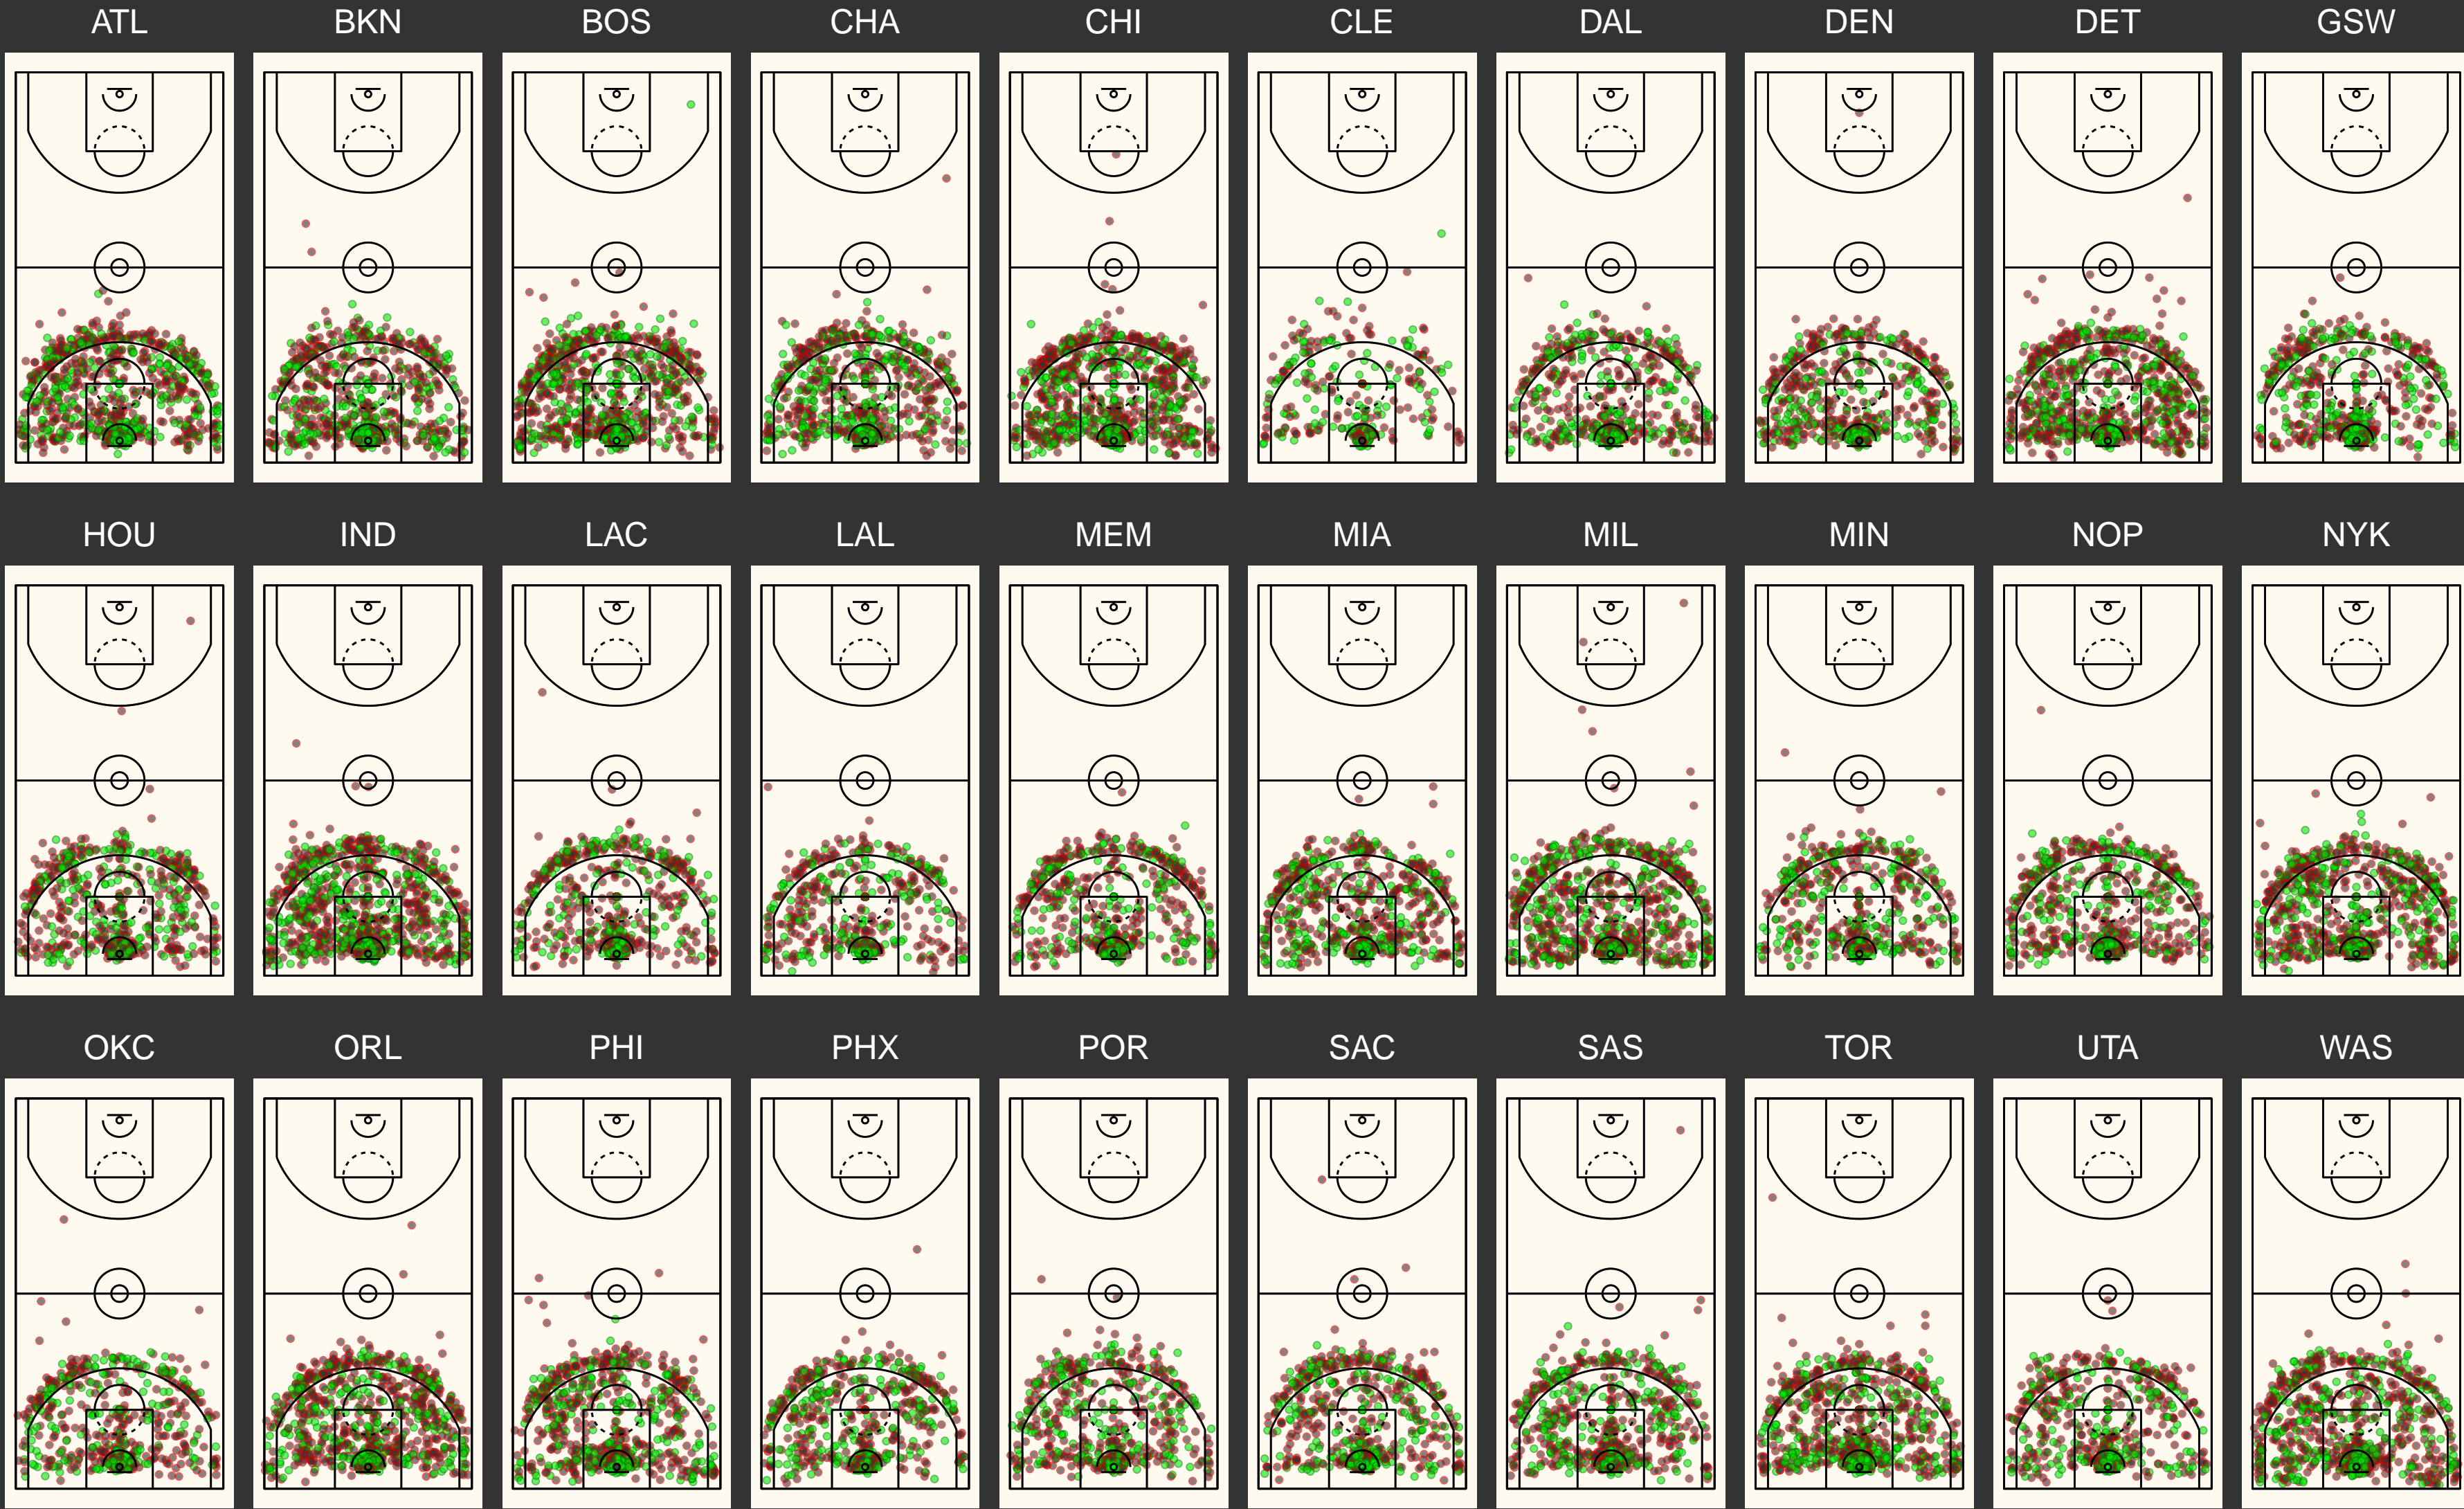 ATL BKN BOS CHA CHI CLE DAL DEN DET GSW
HOU IND LAC LAL MEM MIA MIL MIN NOP NYK
OKC ORL PHI PHX POR SAC SAS TOR UTA WAS